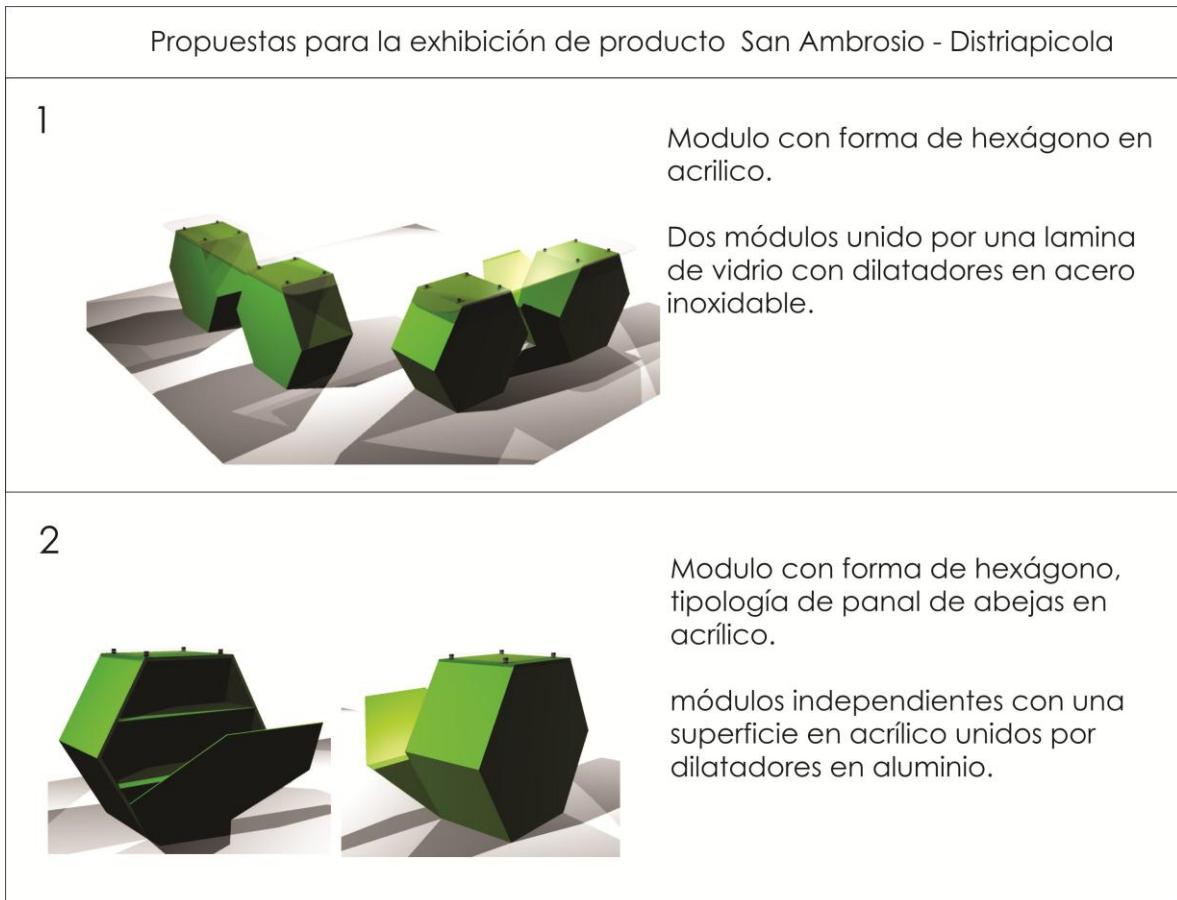 Propuestas para la exhibición de producto San Ambrosio - Distriapicola
1
Modulo con forma de hexágono en
acrilico.
Dos módulos unido por una lamina
de vidrio con dilatadores en acero
inoxidable.
2
Modulo con forma de hexágono,
tipología de panal de abejas en
acrílico.
módulos independientes con una
superficie en acrílico unidos por
dilatadores en aluminio.